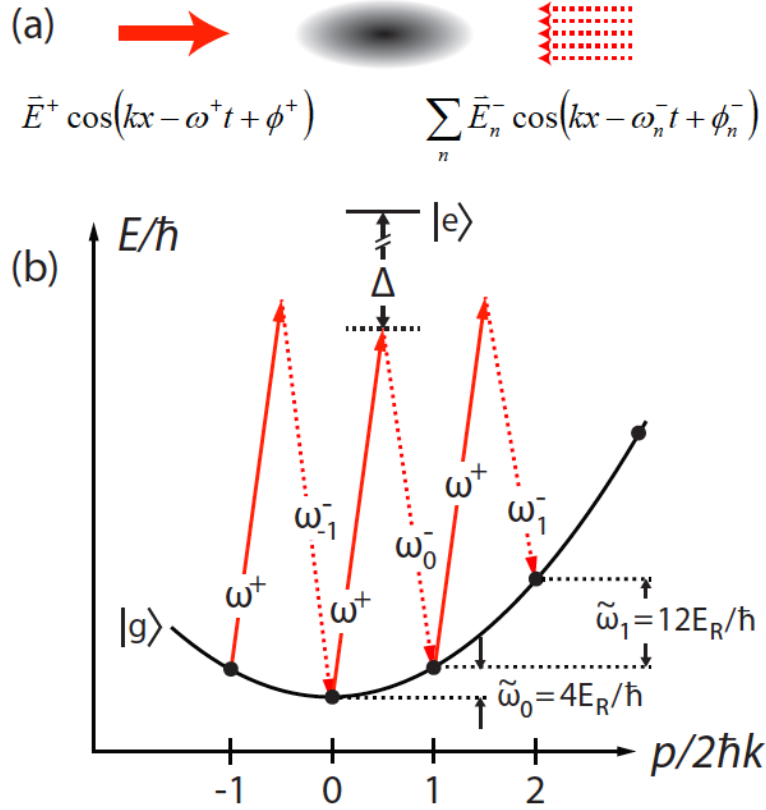 (a)
E⃗⁺ cos(kx − ω⁺t + ϕ⁺)
∑ₙ E⃗ₙ⁻ cos(kx − ωₙ⁻t + ϕₙ⁻)
(b)
E/ħ
|e⟩
Δ
ω⁺ ω₋₁⁻ ω⁺ ω₀⁻ ω⁺ ω₁⁻
|g⟩
ω̃₁=12E_R/ħ
ω̃₀=4E_R/ħ
-1 0 1 2
p/2ħk